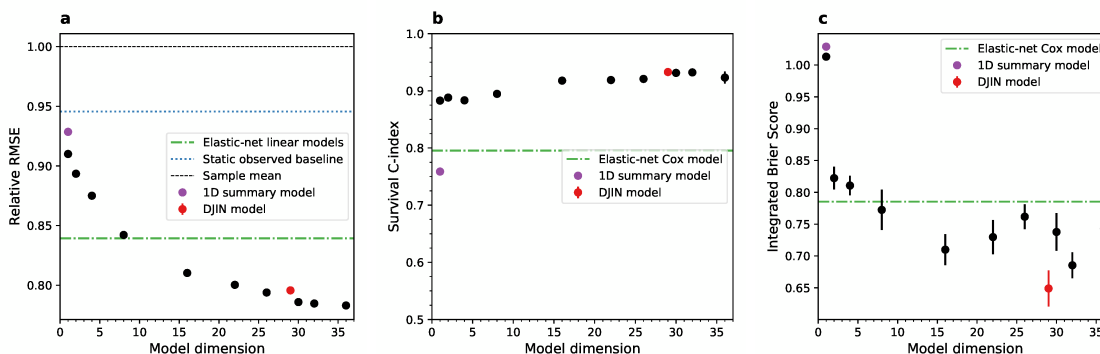 a
Relative RMSE
1.00
0.95
0.90
0.85
0.80
0 5 10 15 20 25 30 35
Model dimension
Elastic-net linear models
Static observed baseline
Sample mean
1D summary model
DJIN model
b
Survival C-index
1.0
0.9
0.8
0.7
0.6
0.5
0 5 10 15 20 25 30 35
Model dimension
Elastic-net Cox model
1D summary model
DJIN model
c
Integrated Brier Score
1.00
0.95
0.90
0.85
0.80
0.75
0.70
0.65
0 5 10 15 20 25 30 35
Model dimension
Elastic-net Cox model
1D summary model
DJIN model